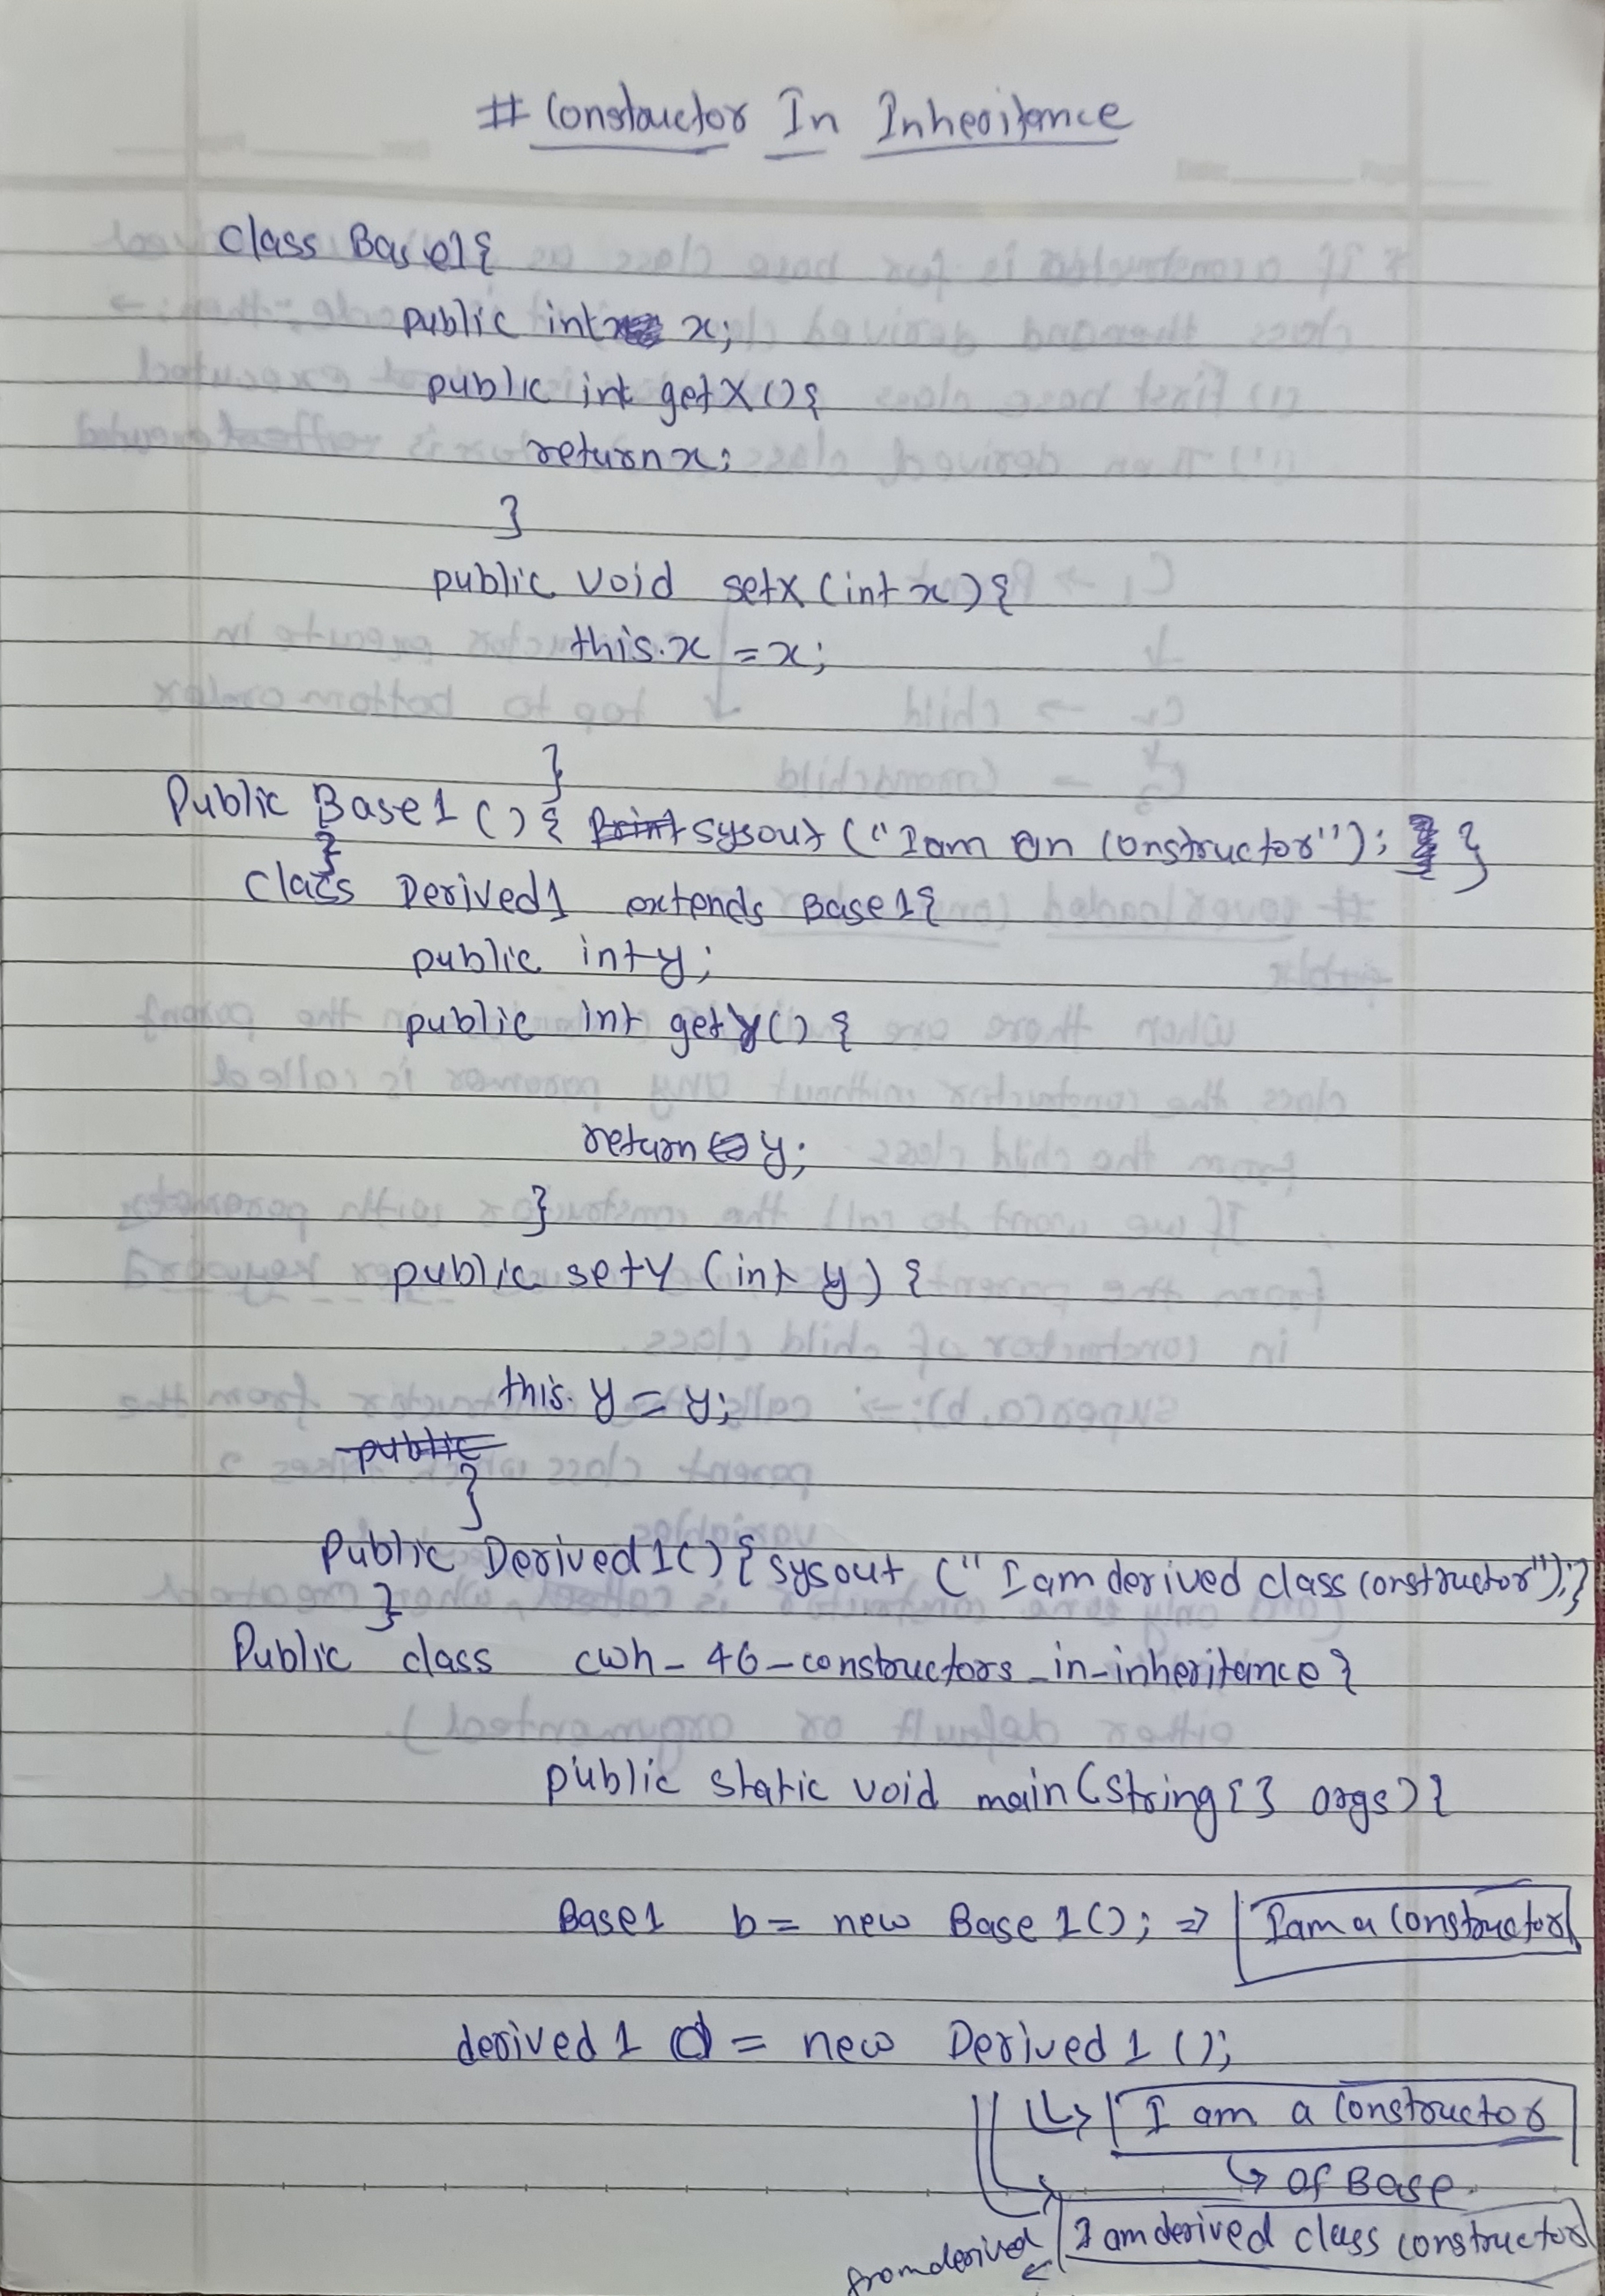 # Constructor In Inheritance
class Base1{
public int x;
public int getX(){
return x;
}
public void setX(int x){
this.x = x;
}
Public Base1(){ Print sysout("I am an constructor"); }
}
class Derived1 extends Base1{
public int y;
public int getY(){
return y;
}
public setY(int y){
this.y = y;
public
}
Public Derived1(){ sysout("I am derived class constructor");}
}
Public class cwh_46_constructors_in_inheritance{
public static void main(String{} args){
Base1 b = new Base1(); => I am a constructor
derived1 d = new Derived1();
I am a constructor
↳ of Base.
from derived I am derived class constructor